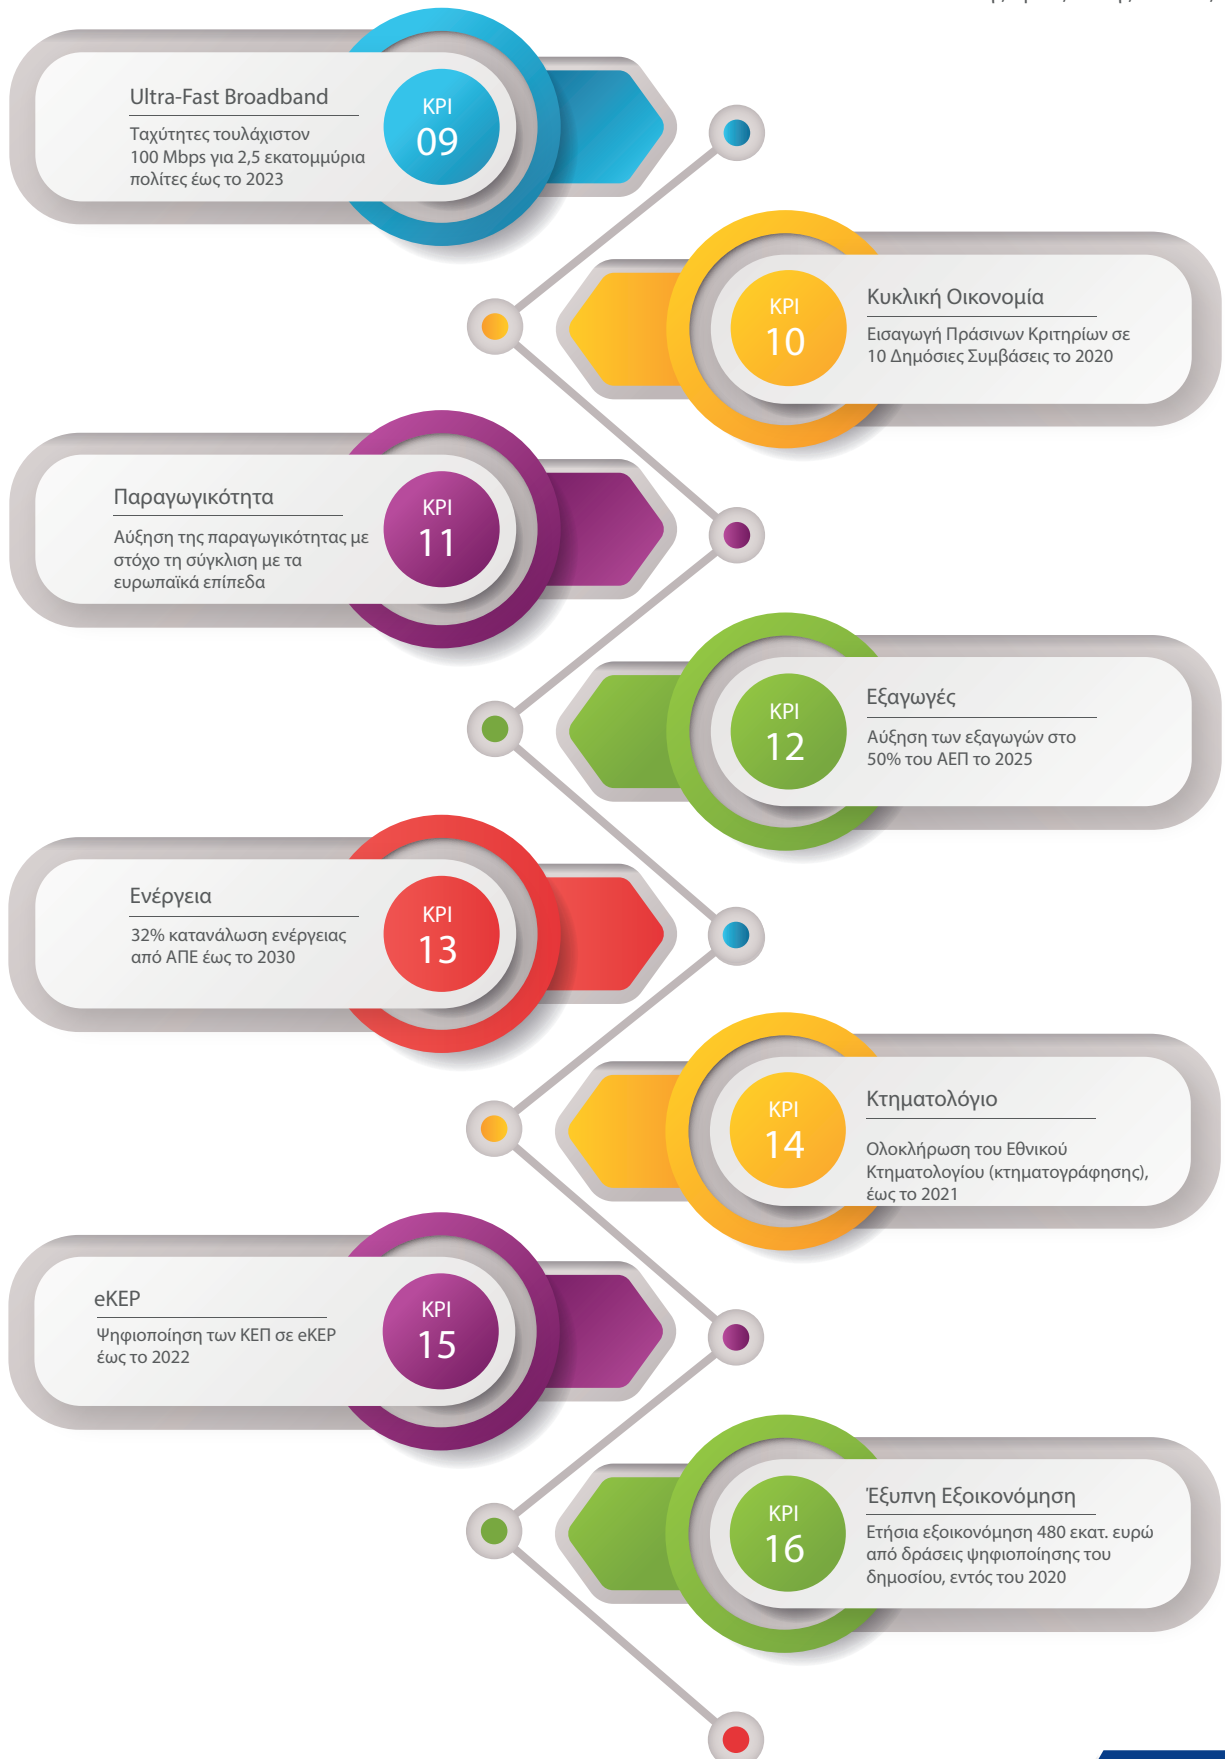 Ultra-Fast Broadband
Ταχύτητες τουλάχιστον
100 Mbps για 2,5 εκατομμύρια
πολίτες έως το 2023
KPI
09
KPI
10
Κυκλική Οικονομία
Εισαγωγή Πράσινων Κριτηρίων σε
10 Δημόσιες Συμβάσεις το 2020
Παραγωγικότητα
Αύξηση της παραγωγικότητας με
στόχο τη σύγκλιση με τα
ευρωπαϊκά επίπεδα
KPI
11
KPI
12
Εξαγωγές
Αύξηση των εξαγωγών στο
50% του ΑΕΠ το 2025
Ενέργεια
32% κατανάλωση ενέργειας
από ΑΠΕ έως το 2030
KPI
13
KPI
14
Κτηματολόγιο
Ολοκλήρωση του Εθνικού
Κτηματολογίου (κτηματογράφησης),
έως το 2021
eΚΕΡ
Ψηφιοποίηση των ΚΕΠ σε eΚΕΡ
έως το 2022
KPI
15
KPI
16
Έξυπνη Εξοικονόμηση
Ετήσια εξοικονόμηση 480 εκατ. ευρώ
από δράσεις ψηφιοποίησης του
δημοσίου, εντός του 2020